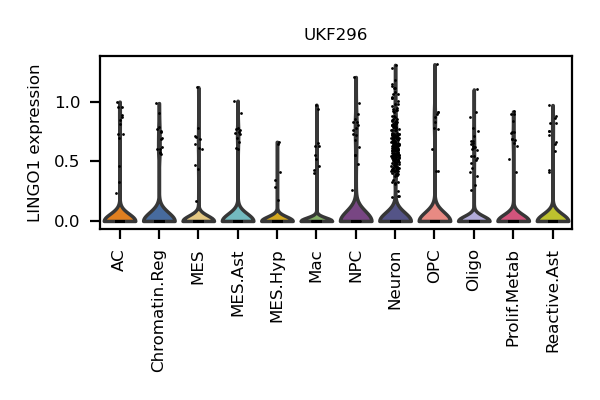 UKF296
LINGO1 expression
1.0
0.5
0.0
AC
Chromatin.Reg
MES
MES.Ast
MES.Hyp
Mac
NPC
Neuron
OPC
Oligo
Prolif.Metab
Reactive.Ast